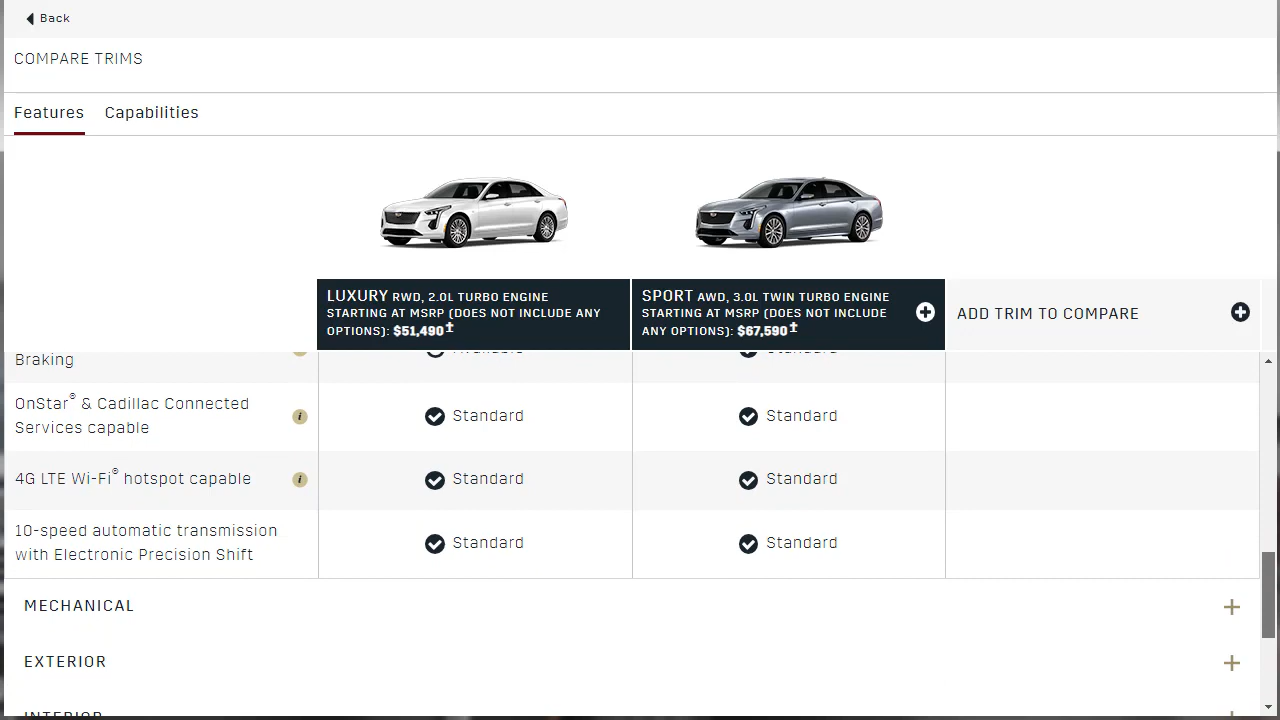 Back
COMPARE TRIMS
Features
Capabilities
LUXURY RWD, 2.0L TURBO ENGINE
STARTING AT MSRP (DOES NOT INCLUDE ANY
OPTIONS): $51,490‡
SPORT AWD, 3.0L TWIN TURBO ENGINE
STARTING AT MSRP (DOES NOT INCLUDE
ANY OPTIONS): $67,590‡
ADD TRIM TO COMPARE
Braking
Available
Standard
OnStar® & Cadillac Connected
Services capable
Standard
Standard
4G LTE Wi-Fi® hotspot capable
Standard
Standard
10-speed automatic transmission
with Electronic Precision Shift
Standard
Standard
MECHANICAL
EXTERIOR
INTERIOR